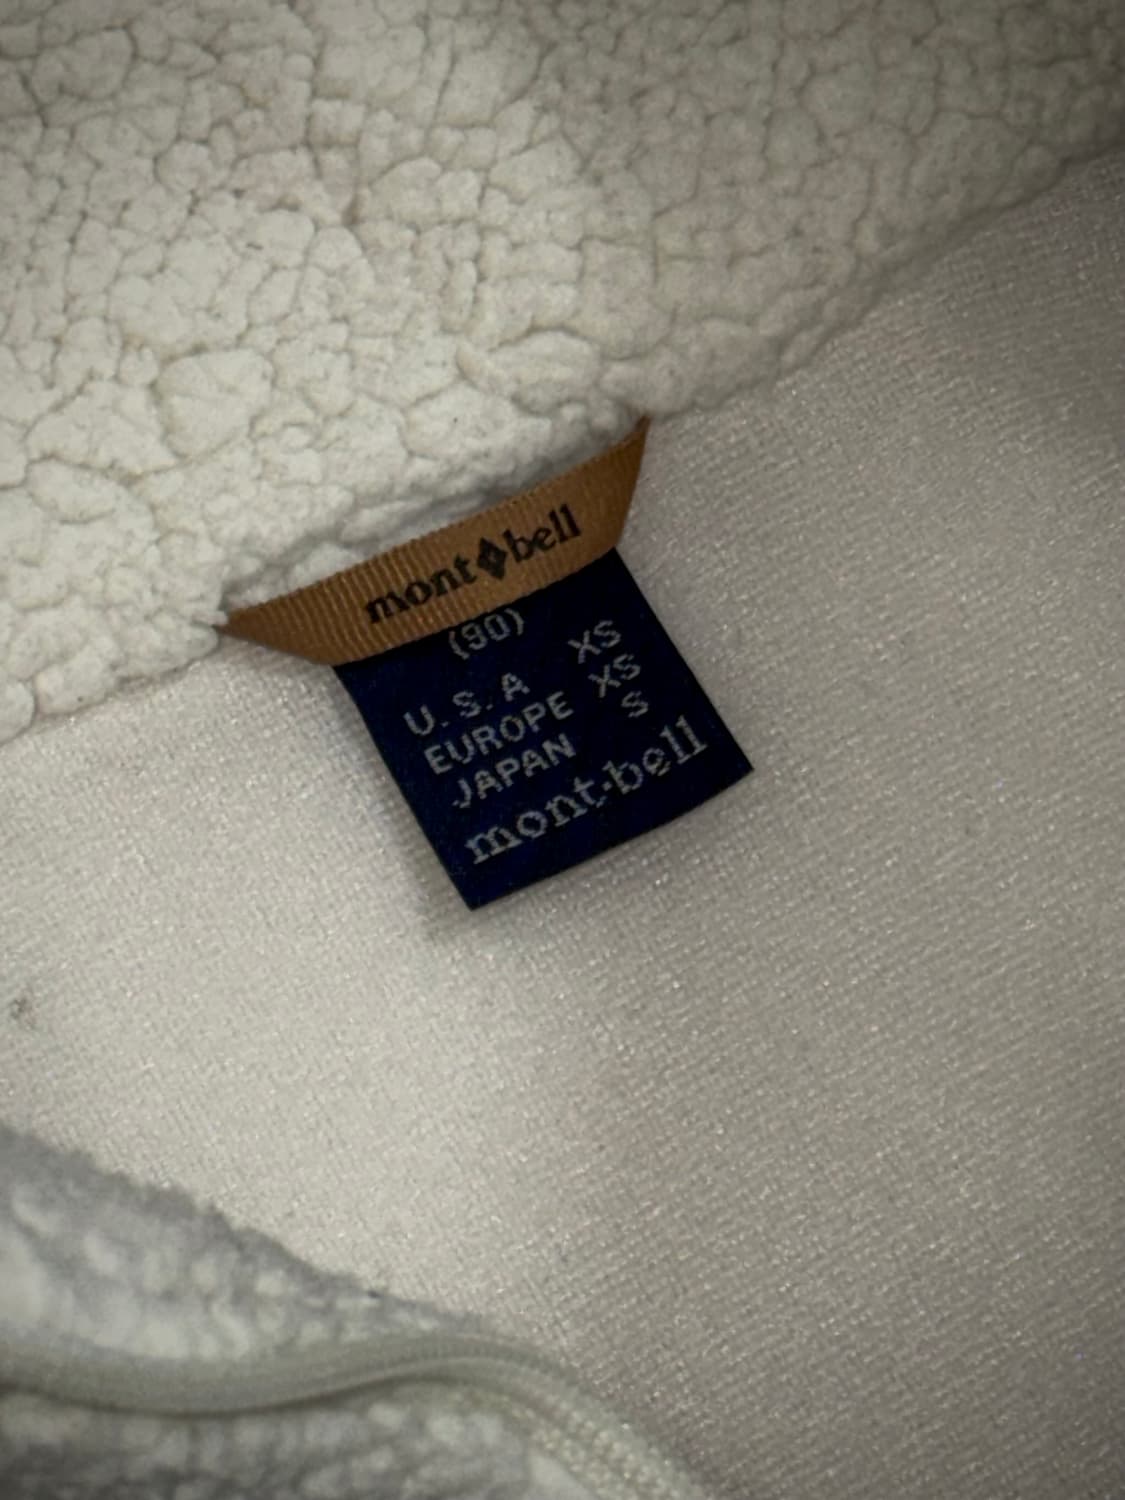 mont bell
(90)
U.S.A XS
EUROPE XS
JAPAN S
mont·bell